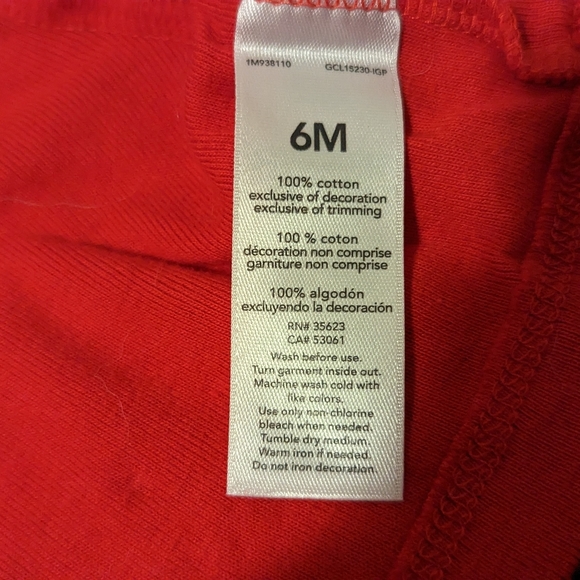 1M938110 GCL15230-IGP
6M
100% cotton
exclusive of decoration
exclusive of trimming
100 % coton
décoration non comprise
garniture non comprise
100% algodón
excluyendo la decoración
RN# 35623
CA# 53061
Wash before use.
Turn garment inside out.
Machine wash cold with
like colors.
Use only non-chlorine
bleach when needed.
Tumble dry medium.
Warm iron if needed.
Do not iron decoration.